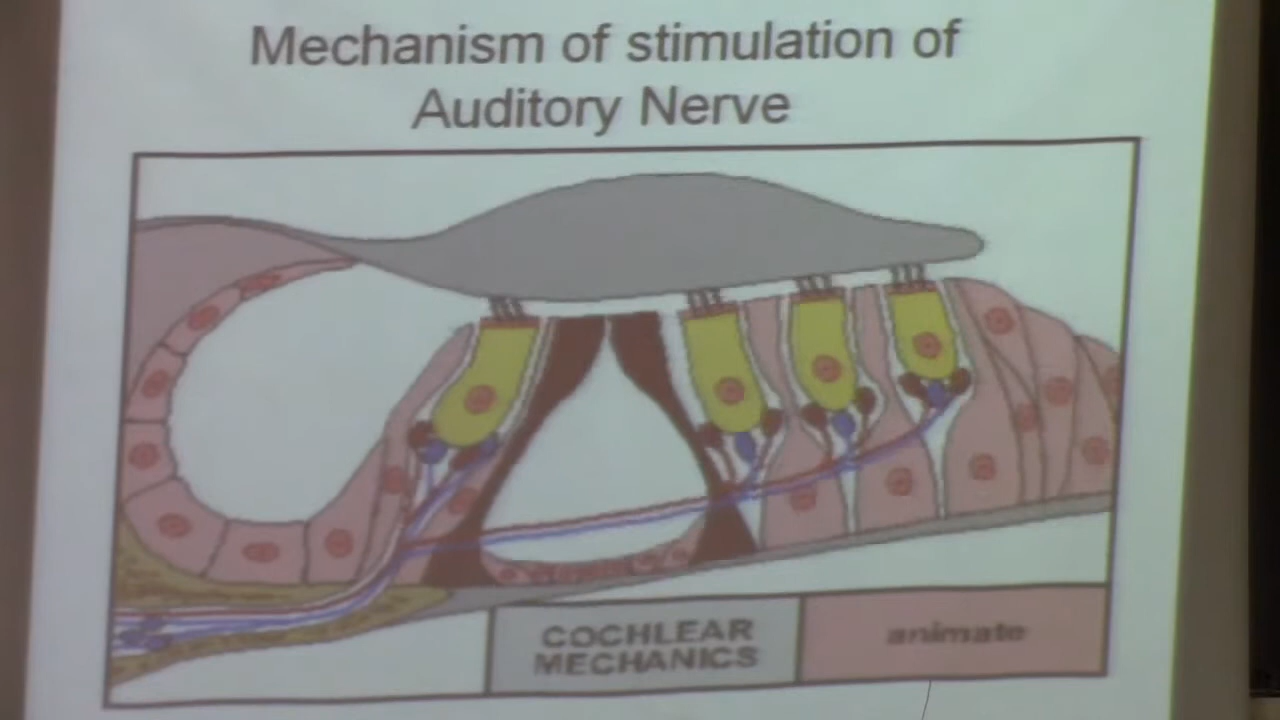 Mechanism of stimulation of
Auditory Nerve
COCHLEAR
MECHANICS
animate